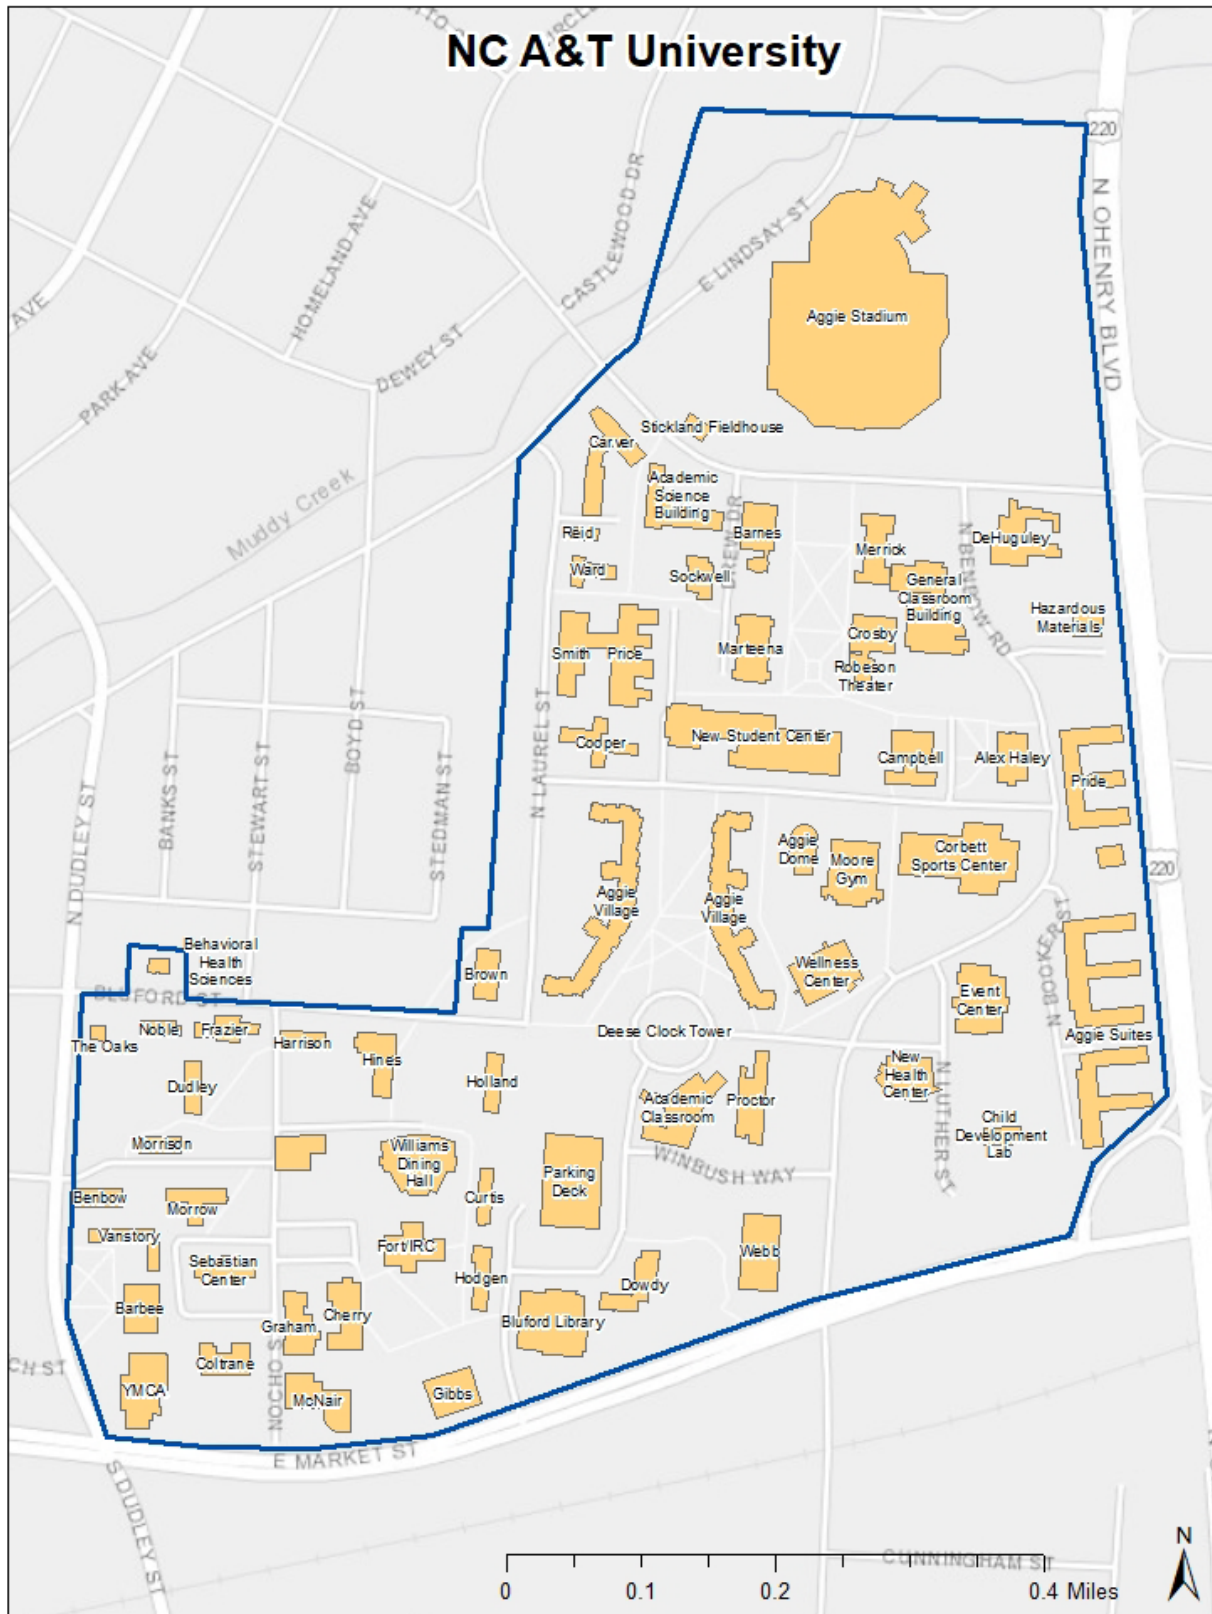 NC A&T University
CASTLEWOOD DR
220
N OHENRY BLVD
HOMELAND AVE
E LINDSAY ST
AVE
PARK AVE
DEWEY ST
Aggie Stadium
Stickland Fieldhouse
Carver
Academic
Science
Building
Muddy Creek
DREW DR
Reid
Barnes
Merrick
N BENBOW RD
DeHuguley
Ward
Sockwell
General
Classroom
Building
Hazardous
Materials
Smith
Price
Marteena
Crosby
Robeson
Theater
N LAUREL ST
Cooper
New Student Center
Campbell
Alex Haley
Pride
BANKS ST
STEWART ST
BOYD ST
STEDMAN ST
N DUDLEY ST
Aggie
Dome
Moore
Gym
Corbett
Sports Center
220
Aggie
Village
Aggie
Village
N BOOKER ST
Behavioral
Health
Sciences
Brown
Wellness
Center
Event
Center
BLUFORD ST
The Oaks
Noble
Frazier
Harrison
Hines
Deese Clock Tower
Aggie Suites
Dudley
Holland
Academic
Classroom
Proctor
New
Health
Center
N LUTHER ST
Child
Development
Lab
Morrison
Williams
Dining
Hall
WINBUSH WAY
Parking
Deck
Benbow
Morrow
Curtis
Vanstory
Fort/IRC
Webb
Sebastian
Center
Hodgen
Dowdy
Barbee
Graham
Cherry
Bluford Library
CH ST
Coltrane
NOCHO S
YMCA
McNair
Gibbs
E MARKET ST
S DUDLEY ST
N
CUNNINGHAM ST
0 0.1 0.2 0.4 Miles